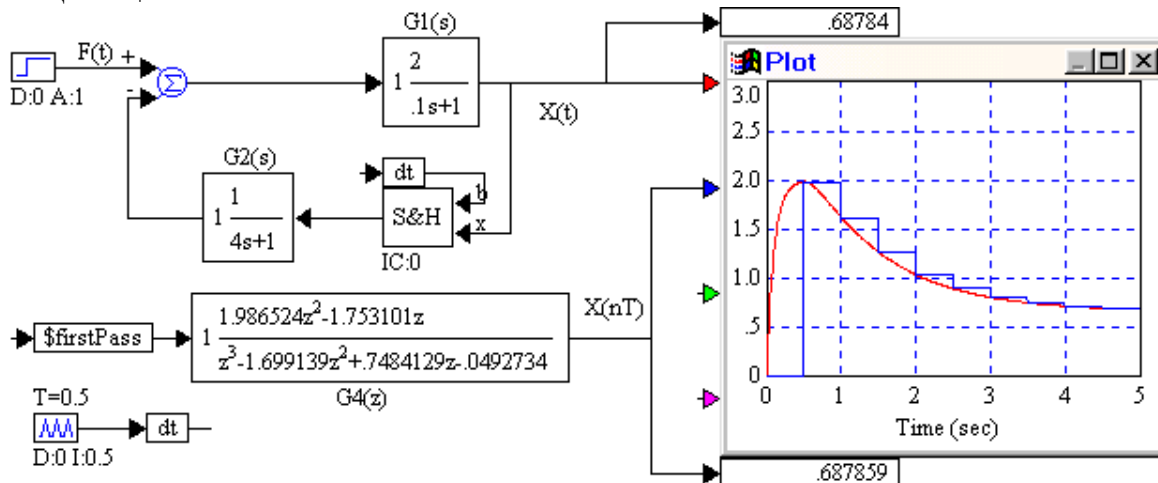 G1(s)
.68784
F(t) +
-
Σ
D:0 A:1
1 2
.1s+1
X(t)
G2(s)
1 1
4s+1
dt
b
S&H
x
IC:0
$firstPass
1 1.986524z²-1.753101z
z³-1.699139z²+.7484129z-.0492734
G4(z)
X(nT)
T=0.5
dt
D:0 I:0.5
Plot
3.0
2.5
2.0
1.5
1.0
.5
0
0 1 2 3 4 5
Time (sec)
.687859